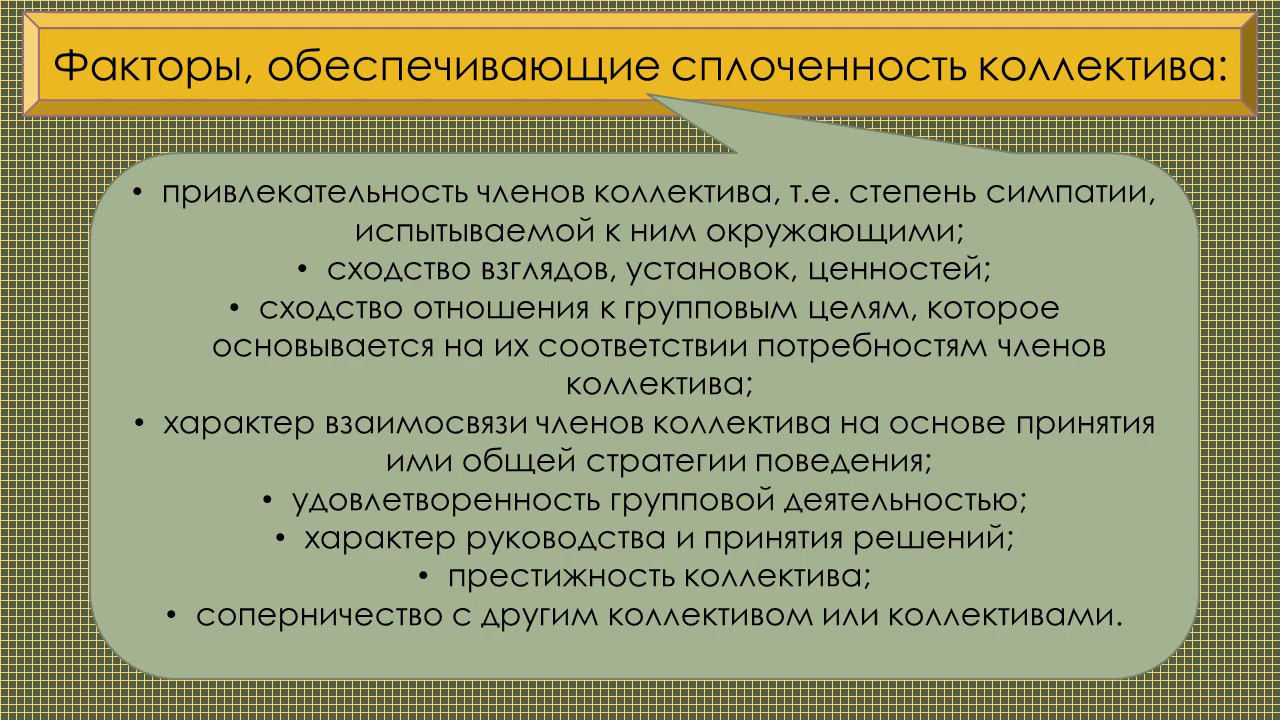 Факторы, обеспечивающие сплоченность коллектива:
• привлекательность членов коллектива, т.е. степень симпатии,
испытываемой к ним окружающими;
• сходство взглядов, установок, ценностей;
• сходство отношения к групповым целям, которое
основывается на их соответствии потребностям членов
коллектива;
• характер взаимосвязи членов коллектива на основе принятия
ими общей стратегии поведения;
• удовлетворенность групповой деятельностью;
• характер руководства и принятия решений;
• престижность коллектива;
• соперничество с другим коллективом или коллективами.